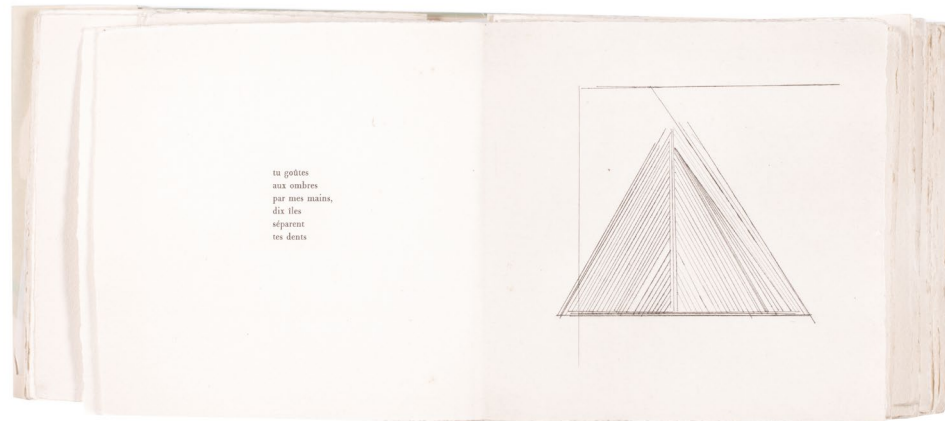 tu goûtes
aux ombres
par mes mains,
dix îles
séparent
tes dents